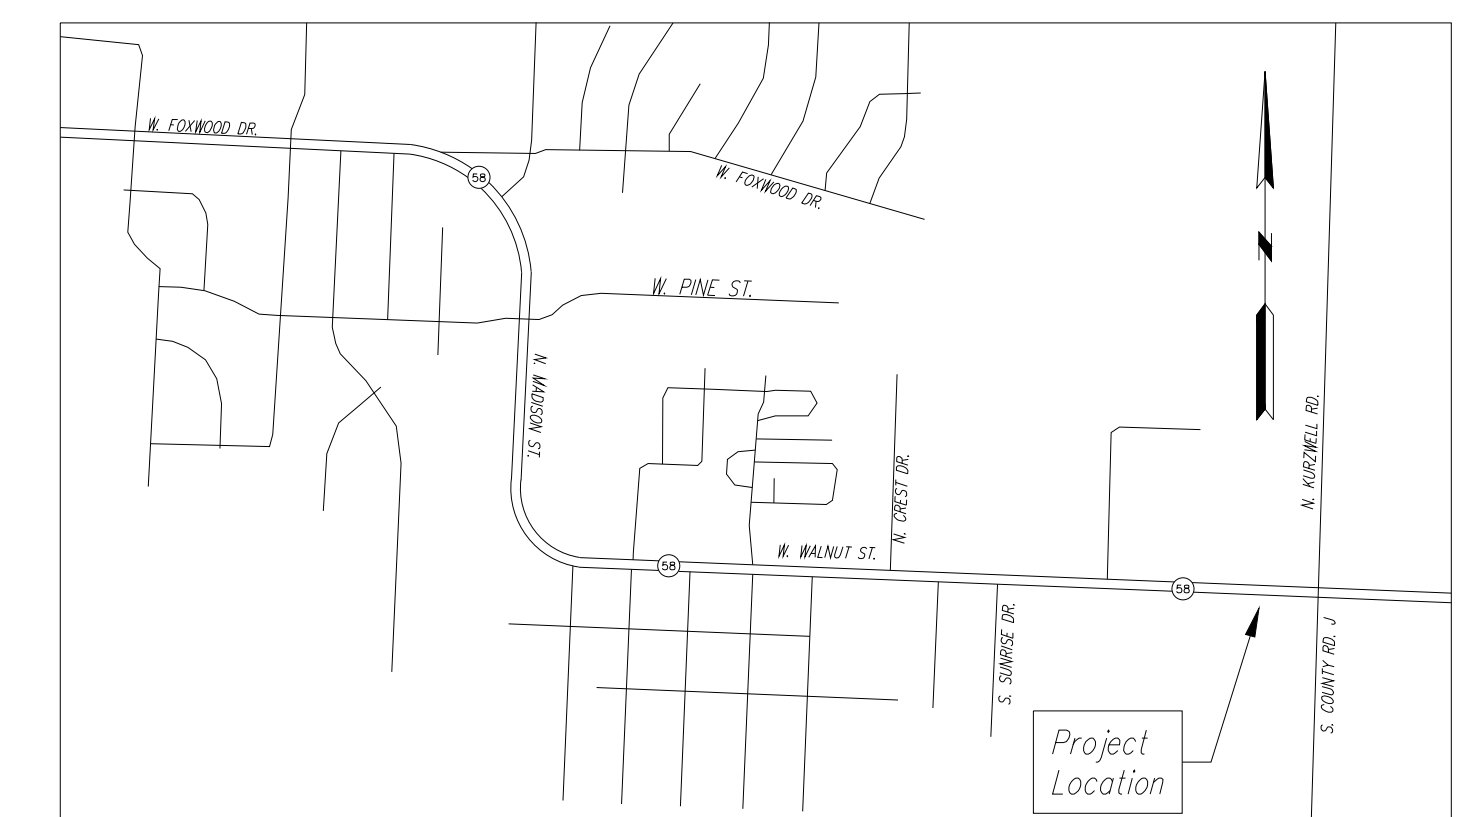 W. FOXWOOD DR.
58
W. FOXWOOD DR.
N
W. PINE ST.
N. MADISON ST.
N. KURZWELL RD.
N. CREST DR.
W. WALNUT ST.
58
58
S. SUNRISE DR.
S. COUNTY RD. J
Project
Location